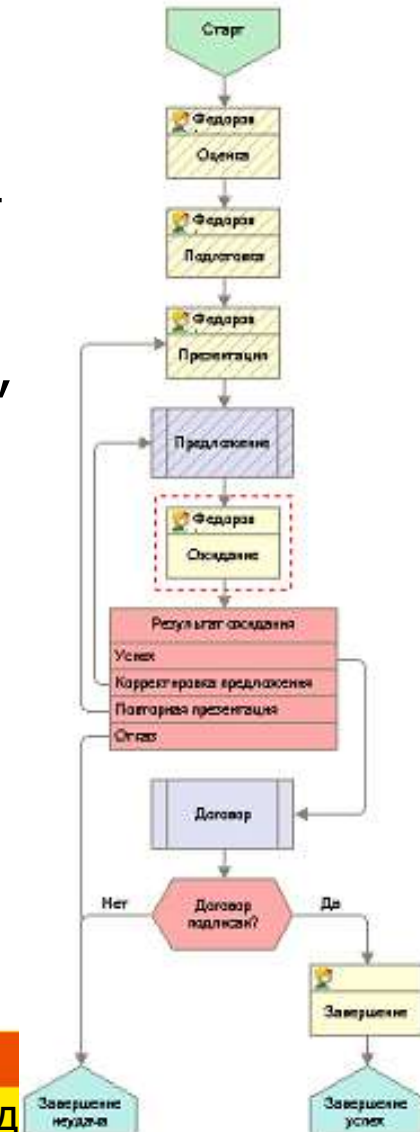 Старт
Федоров
Оценка
Федоров
Подготовка
Федоров
Презентация
Предложение
Федоров
Ожидание
Результат ожидания
Успех
Корректировка предложения
Повторная презентация
Отказ
Договор
Нет
Договор
подписан?
Да
Завершение
Завершение
неудача
Завершение
успех